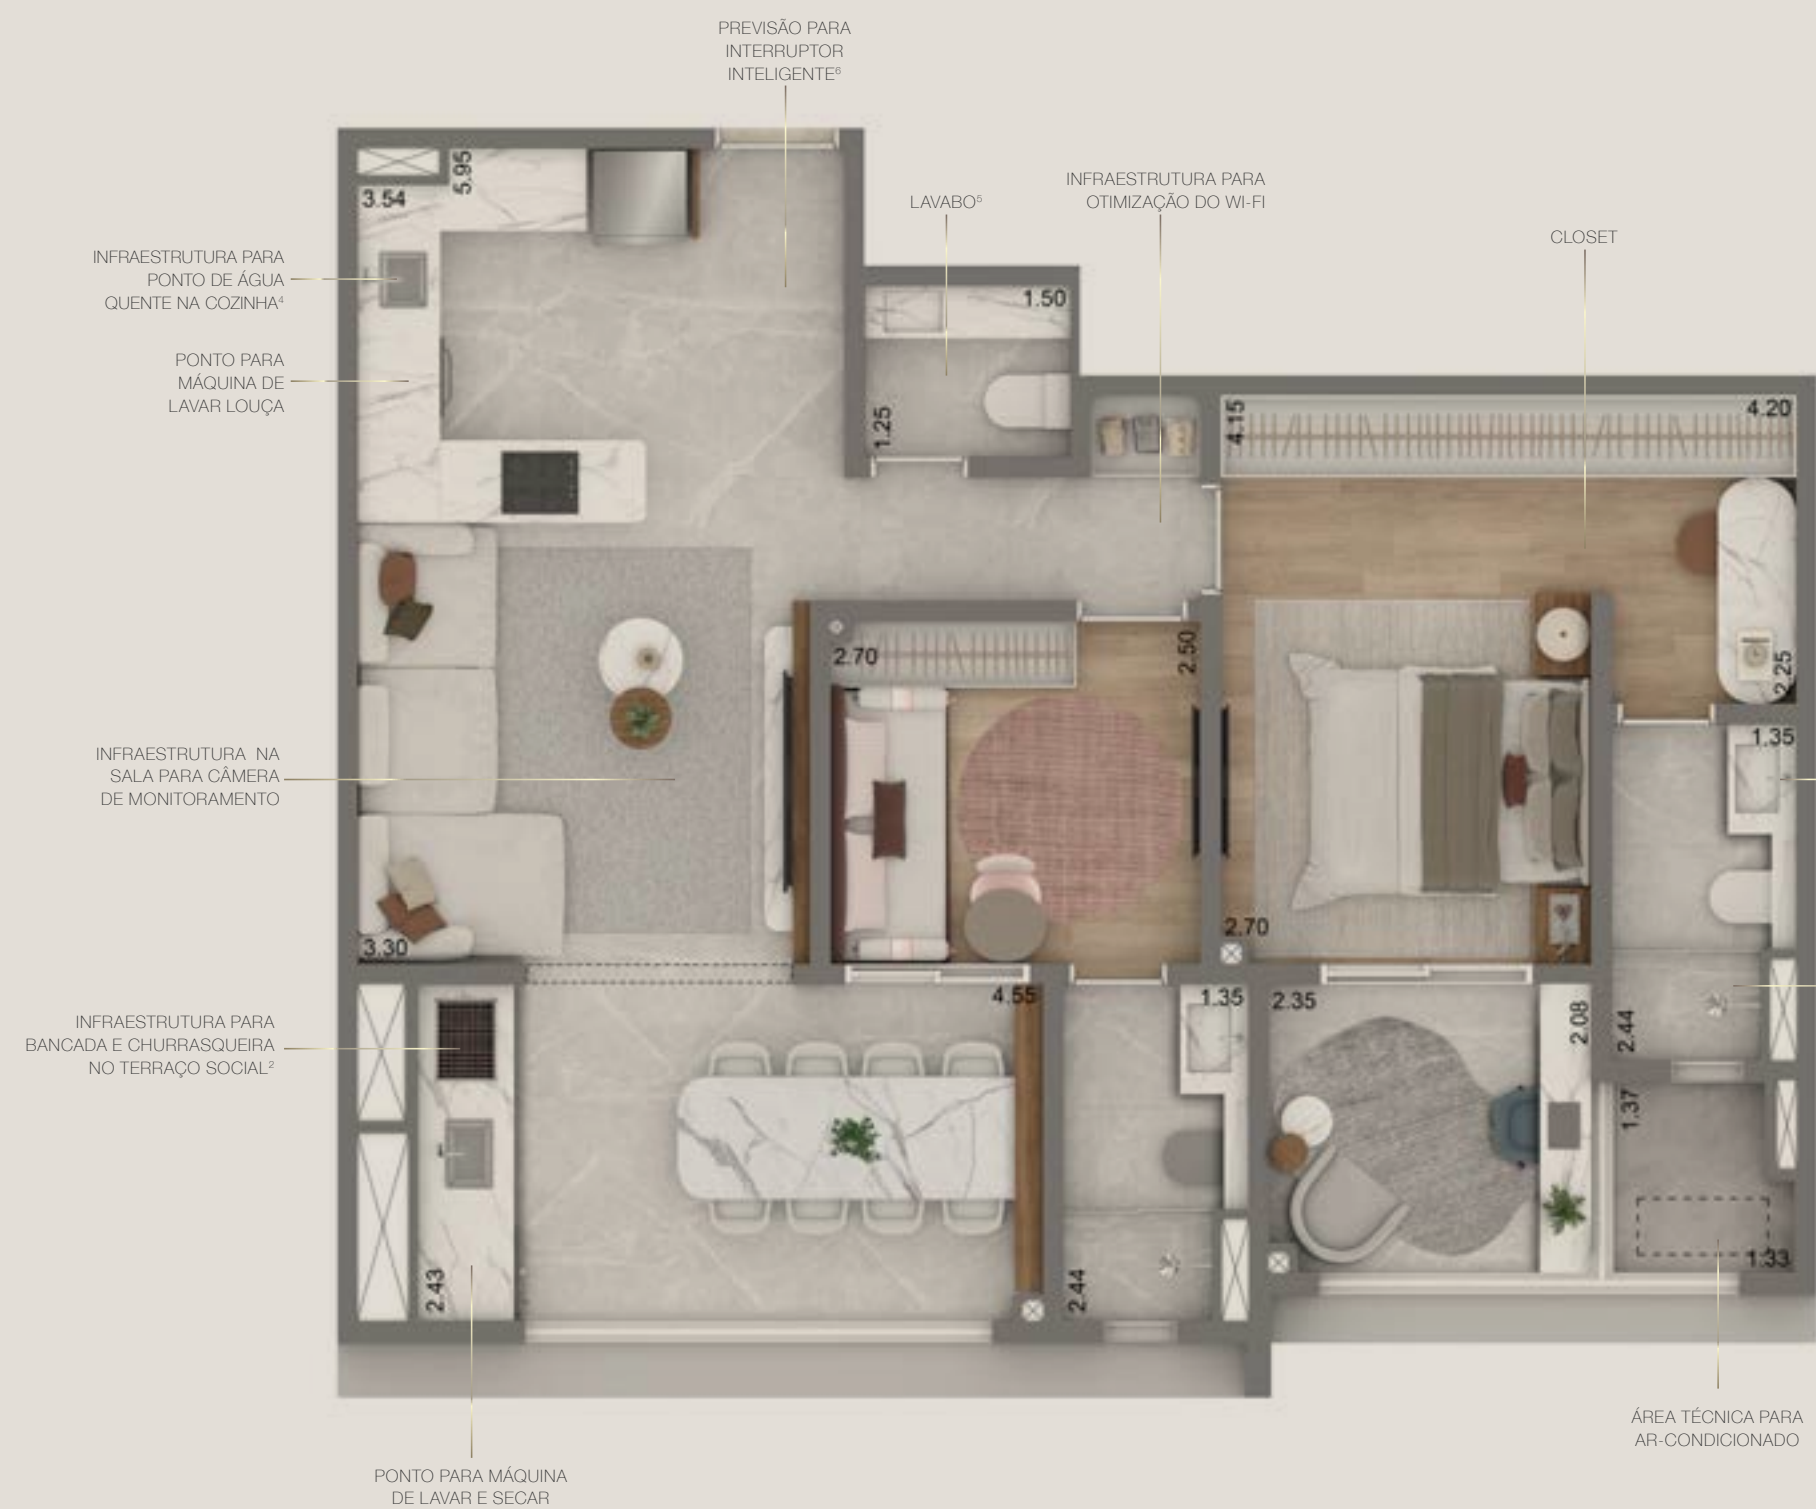 PREVISÃO PARA
INTERRUPTOR
INTELIGENTE⁶
INFRAESTRUTURA PARA
OTIMIZAÇÃO DO WI-FI
LAVABO⁵
CLOSET
INFRAESTRUTURA PARA
PONTO DE ÁGUA
QUENTE NA COZINHA⁴
PONTO PARA
MÁQUINA DE
LAVAR LOUÇA
INFRAESTRUTURA NA
SALA PARA CÂMERA
DE MONITORAMENTO
INFRAESTRUTURA PARA
BANCADA E CHURRASQUEIRA
NO TERRAÇO SOCIAL²
PONTO PARA MÁQUINA
DE LAVAR E SECAR
ÁREA TÉCNICA PARA
AR-CONDICIONADO
5.95
3.54
1.50
1.25
4.15
4.20
2.70
2.50
2.25
1.35
2.70
3.30
4.55
1.35
2.35
2.08
2.44
1.37
1.33
2.43
2.44